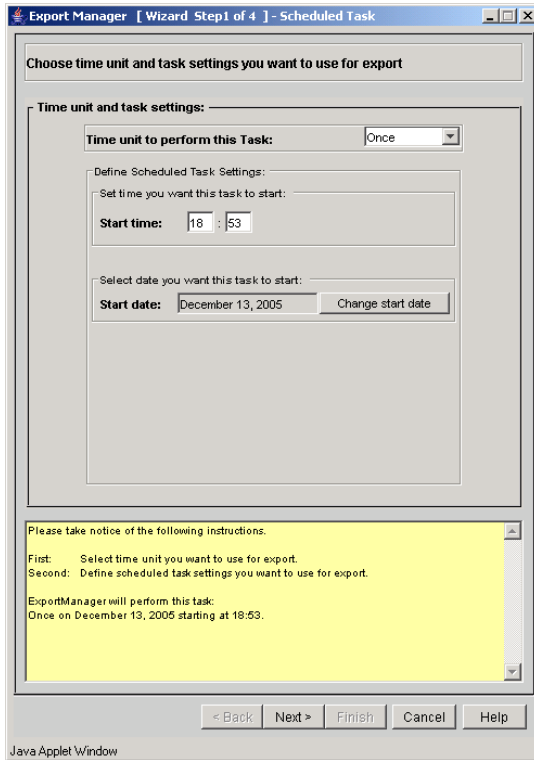 Export Manager [ Wizard Step1 of 4 ] - Scheduled Task
Choose time unit and task settings you want to use for export
Time unit and task settings:
Time unit to perform this Task: Once
Define Scheduled Task Settings:
Set time you want this task to start:
Start time: 18 : 53
Select date you want this task to start:
Start date: December 13, 2005 Change start date
Please take notice of the following instructions.
First: Select time unit you want to use for export.
Second: Define scheduled task settings you want to use for export.
ExportManager will perform this task:
Once on December 13, 2005 starting at 18:53.
< Back Next > Finish Cancel Help
Java Applet Window